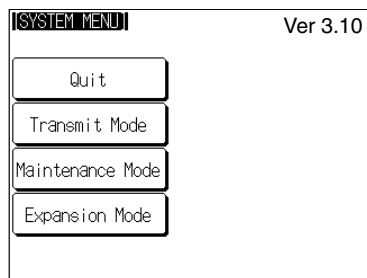 [SYSTEM MENU]
Ver 3.10
Quit
Transmit Mode
Maintenance Mode
Expansion Mode